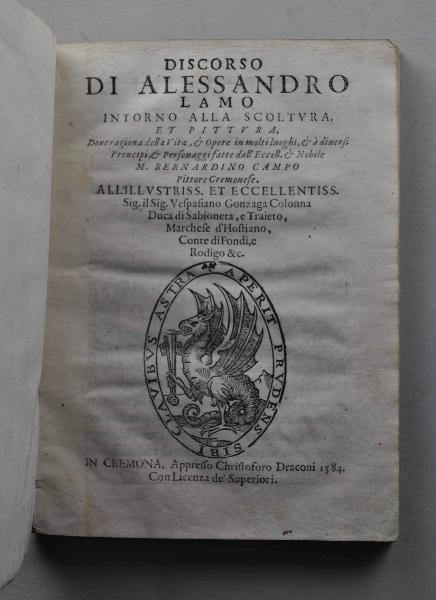 DISCORSO
DI ALESSANDRO
LAMO
INTORNO ALLA SCOLTVRA,
ET PITTVRA,
Doue ragiona della Vita, & Opere in molti luoghi, & à diuersi
Prencipi, & Personaggi fatte dall'Eccell. & Nobile
M. BERNARDINO CAMPO
Pittore Cremonese.
ALL'ILLVSTRISS. ET ECCELLENTISS.
Sig. il Sig. Vespasiano Gonzaga Colonna
Duca di Sabioneta, e Traieto,
Marchese d'Hostiano,
Conte di Fondi, e
Rodigo &c.
CLAVIBVS ASTRA APERIT PRVDENS SIBI
IN CREMONA, Appresso Christoforo Draconi 1584.
Con Licenza de' Superiori.